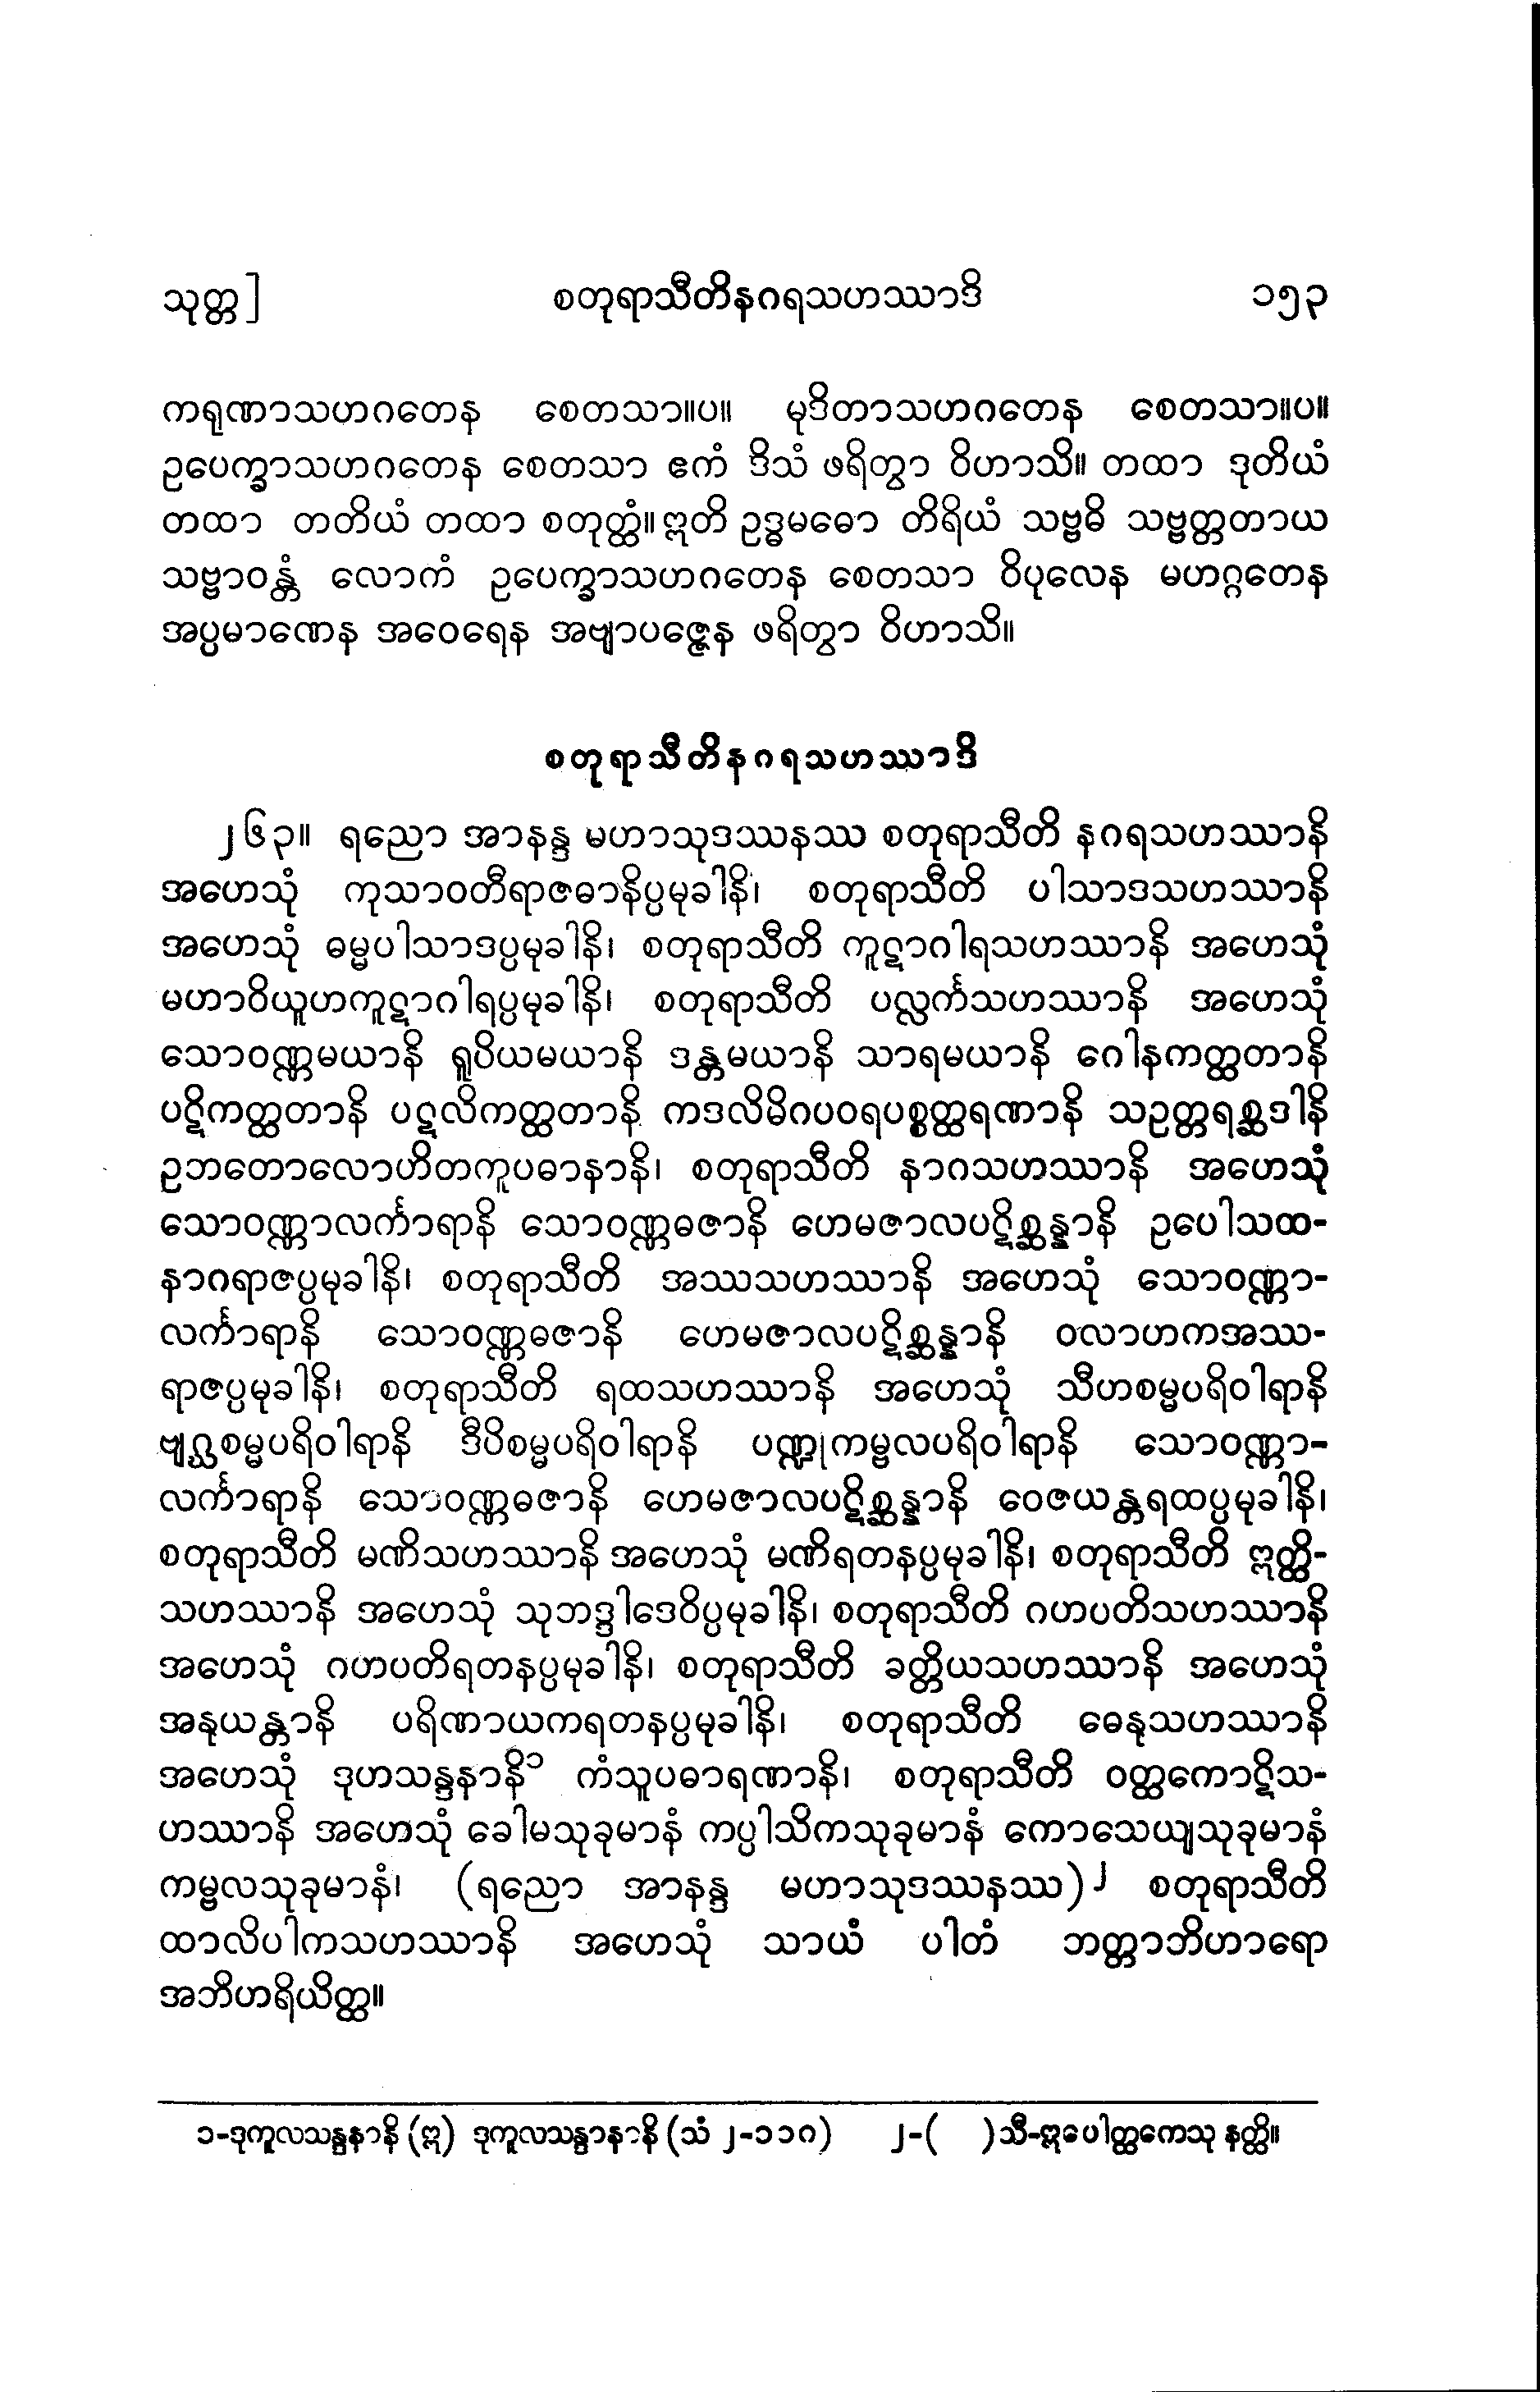 သုတ္တ] စတုရာသီတိနဂရသဟဿာဒိ ၁၅၃
ကရုဏာသဟဂတေန စေတသာ။ပ။ မုဒိတာသဟဂတေန စေတသာ။ပ။
ဥပေက္ခာသဟဂတေန စေတသာ ဧကံ ဒိသံ ဖရိတွာ ဝိဟာသိ။ တထာ ဒုတိယံ
တထာ တတိယံ တထာ စတုတ္ထံ။ ဣတိ ဥဒ္ဓမဓော တိရိယံ သဗ္ဗဓိ သဗ္ဗတ္တတာယ
သဗ္ဗာဝန္တံ လောကံ ဥပေက္ခာသဟဂတေန စေတသာ ဝိပုလေန မဟဂ္ဂတေန
အပ္ပမာဏေန အဝေရေန အဗျာပဇ္ဇေန ဖရိတွာ ဝိဟာသိ။
စတုရာသီတိနဂရသဟဿာဒိ
၂၆၃။ ရညော အာနန္ဒ မဟာသုဒဿနဿ စတုရာသီတိ နဂရသဟဿာနိ
အဟေသုံ ကုသာဝတီရာဇဓာနိပ္ပမုခါနိ၊ စတုရာသီတိ ပါသာဒသဟဿာနိ
အဟေသုံ ဓမ္မပါသာဒပ္ပမုခါနိ၊ စတုရာသီတိ ကူဋာဂါရသဟဿာနိ အဟေသုံ
မဟာဝိယူဟကူဋာဂါရပ္ပမုခါနိ၊ စတုရာသီတိ ပလ္လင်္ကသဟဿာနိ အဟေသုံ
သောဝဏ္ဏမယာနိ ရူပိယမယာနိ ဒန္တမယာနိ သာရမယာနိ ဂေါနကတ္ထတာနိ
ပဋိကတ္ထတာနိ ပဋလိကတ္ထတာနိ ကဒလိမိဂပဝရပစ္စတ္ထရဏာနိ သဥတ္တရစ္ဆဒါနိ
ဥဘတောလောဟိတကူပဓာနာနိ၊ စတုရာသီတိ နာဂသဟဿာနိ အဟေသုံ
သောဝဏ္ဏာလင်္ကာရာနိ သောဝဏ္ဏဓဇာနိ ဟေမဇာလပဋိစ္ဆန္နာနိ ဥပေါသထ-
နာဂရာဇပ္ပမုခါနိ၊ စတုရာသီတိ အဿသဟဿာနိ အဟေသုံ သောဝဏ္ဏာ-
လင်္ကာရာနိ သောဝဏ္ဏဓဇာနိ ဟေမဇာလပဋိစ္ဆန္နာနိ ဝလာဟကအဿ-
ရာဇပ္ပမုခါနိ၊ စတုရာသီတိ ရထသဟဿာနိ အဟေသုံ သီဟစမ္မပရိဝါရာနိ
ဗျဂ္ဃစမ္မပရိဝါရာနိ ဒီပိစမ္မပရိဝါရာနိ ပဏ္ဍုကမ္ဗလပရိဝါရာနိ သောဝဏ္ဏာ-
လင်္ကာရာနိ သောဝဏ္ဏဓဇာနိ ဟေမဇာလပဋိစ္ဆန္နာနိ ဝေဇယန္တရထပ္ပမုခါနိ၊
စတုရာသီတိ မဏိသဟဿာနိ အဟေသုံ မဏိရတနပ္ပမုခါနိ၊ စတုရာသီတိ ဣတ္ထိ-
သဟဿာနိ အဟေသုံ သုဘဒ္ဒါဒေဝိပ္ပမုခါနိ၊ စတုရာသီတိ ဂဟပတိသဟဿာနိ
အဟေသုံ ဂဟပတိရတနပ္ပမုခါနိ၊ စတုရာသီတိ ခတ္တိယသဟဿာနိ အဟေသုံ
အနုယန္တာနိ ပရိဏာယကရတနပ္ပမုခါနိ၊ စတုရာသီတိ ဓေနုသဟဿာနိ
အဟေသုံ ဒုဟသန္ဒနာနိ၁ ကံသူပဓာရဏာနိ၊ စတုရာသီတိ ဝတ္ထကောဋိသ-
ဟဿာနိ အဟေသုံ ခေါမသုခုမာနံ ကပ္ပါသိကသုခုမာနံ ကောသေယျသုခုမာနံ
ကမ္ဗလသုခုမာနံ၊ (ရညော အာနန္ဒ မဟာသုဒဿနဿ)၂ စတုရာသီတိ
ထာလိပါကသဟဿာနိ အဟေသုံ သာယံ ပါတံ ဘတ္တာဘိဟာရော
အဘိဟရိယိတ္ထ။
၁-ဒုကူလသန္ဒနာနိ (ဣ) ဒုကူလသန္ဒာနာနိ (သံ ၂-၁၁၈) ၂-( ) သီ-ဣပေါတ္ထကေသု နတ္ထိ။